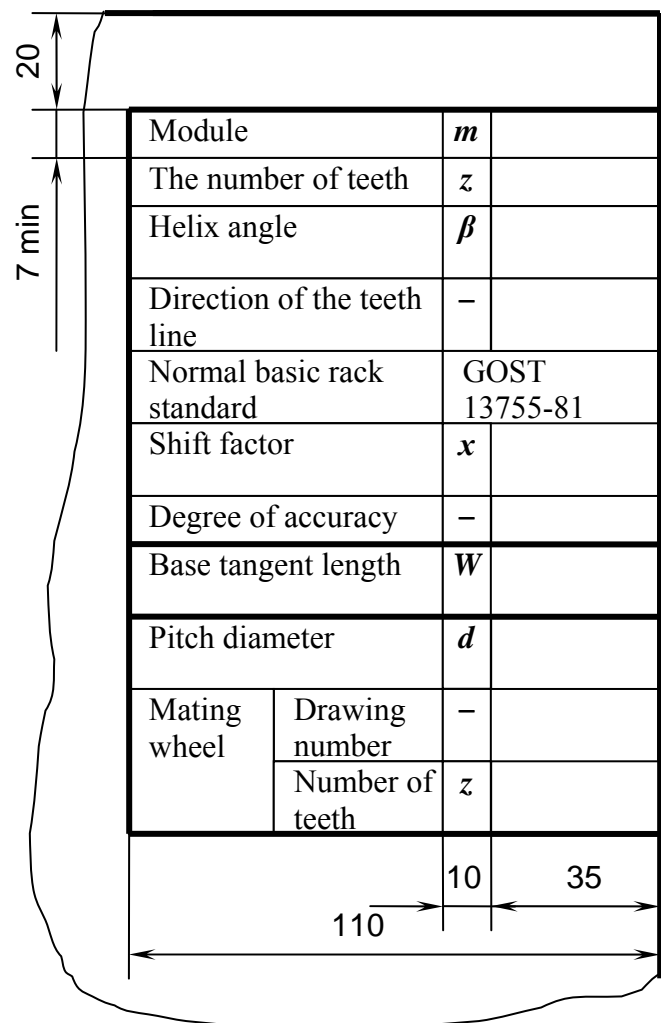 20
7 min
Module m
The number of teeth z
Helix angle β
Direction of the teeth –
line
Normal basic rack GOST
standard 13755-81
Shift factor x
Degree of accuracy –
Base tangent length W
Pitch diameter d
Mating Drawing –
wheel number
Number of z
teeth
10 35
110